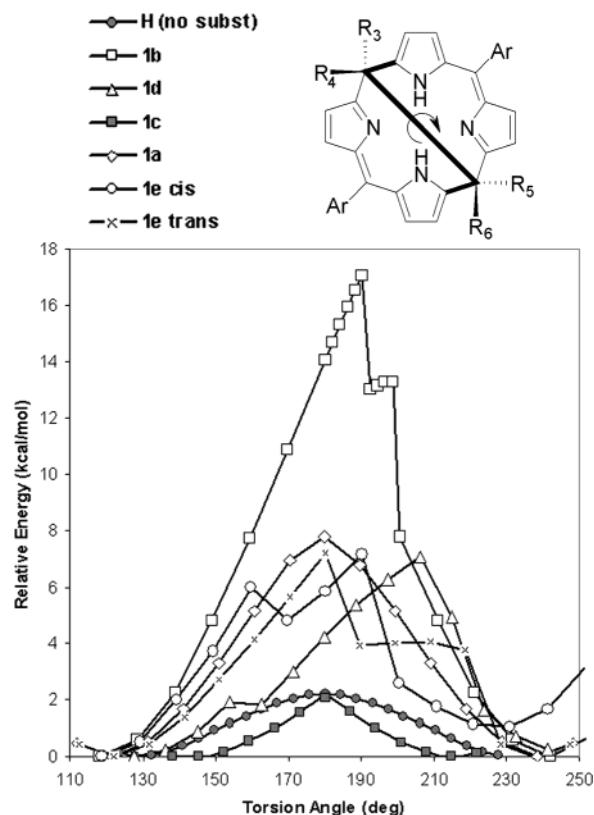 H (no subst)
1b
1d
1c
1a
1e cis
1e trans
R3
R4
Ar
N
H
N
N
H
N
Ar
R5
R6
18
16
14
12
10
8
6
4
2
0
Relative Energy (kcal/mol)
110 130 150 170 190 210 230 250
Torsion Angle (deg)